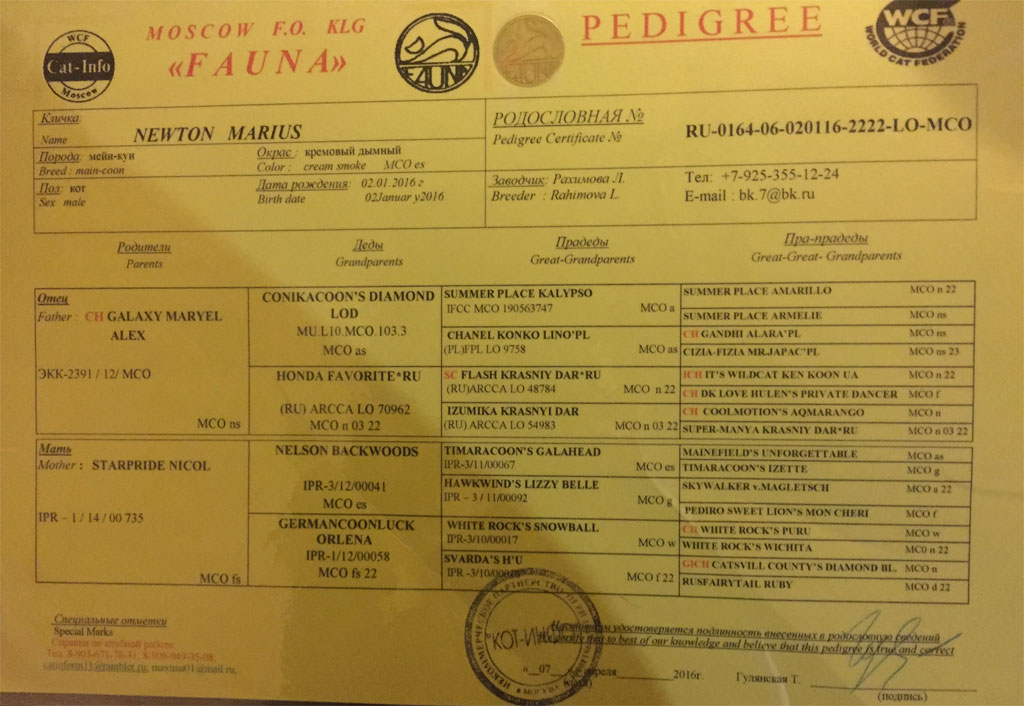 WCF
Cat-Info
Moscow
MOSCOW F.O. KLG
«FAUNA»
FAUNA
PEDIGREE
WCF
WORLD CAT FEDERATION
Кличка:
Name NEWTON MARIUS
Порода: мейн-кун
Breed : main-coon
Окрас : кремовый дымный
Color : cream smoke MCO es
Пол: кот
Sex male
Дата рождения: 02.01.2016 г
Birth date 02January2016
РОДОСЛОВНАЯ №
Pedigree Certificate №
RU-0164-06-020116-2222-LO-MCO
Заводчик: Рахимова Л.
Breeder : Rahimova L.
Тел: +7-925-355-12-24
E-mail : bk.7@bk.ru
Родители
Parents
Деды
Grandparents
Прадеды
Great-Grandparents
Пра-прадеды
Great-Great- Grandparents
Отец
Father : CH GALAXY MARYEL
ALEX
ЭКК-2391 / 12/ МСО
MCO ns
CONIKACOON'S DIAMOND
LOD
MU.L10.MCO.103.3
MCO as
HONDA FAVORITE*RU
(RU) ARCCA LO 70962
MCO n 03 22
SUMMER PLACE KALYPSO
IFCC MCO 190563747 MCO a
CHANEL KONKO LINO'PL
(PL)FPL LO 9758 MCO as
SC FLASH KRASNIY DAR*RU
(RU)ARCCA LO 48784 MCO n 22
IZUMIKA KRASNYI DAR
(RU) ARCCA LO 54983 MCO n 03 22
SUMMER PLACE AMARILLO MCO n 22
SUMMER PLACE ARMELIE MCO ns
CH GANDHI ALARA'PL MCO ns
CIZIA-FIZIA MR.JAPAC'PL MCO ns 23
ICH IT'S WILDCAT KEN KOON UA MCO n 22
CH DK LOVE HULEN'S PRIVATE DANCER MCO f
CH COOLMOTION'S AQMARANGO MCO n
SUPER-MANYA KRASNIY DAR*RU MCO n 03 22
Мать
Mother : STARPRIDE NICOL
IPR – 1 / 14 / 00 735
MCO fs
NELSON BACKWOODS
IPR-3/12/00041
MCO es
GERMANCOONLUCK
ORLENA
IPR-1/12/00058
MCO fs 22
TIMARACOON'S GALAHEAD
IPR-3/11/00067 MCO es
HAWKWIND'S LIZZY BELLE
IPR – 3 / 11/00092 MCO g
WHITE ROCK'S SNOWBALL
IPR-3/10/00017 MCO w
SVARDA'S H'U
MCO f 22
MAINEFIELD'S UNFORGETTABLE MCO as
TIMARACOON'S IZETTE MCO g
SKYWALKER v.MAGLETSCH MCO a 22
PEDIRO SWEET LION'S MON CHERI MCO f
CH WHITE ROCK'S PURU MCO w
WHITE ROCK'S WICHITA MC0 n 22
GICH CATSVILL COUNTY'S DIAMOND BL. MCO n
RUSFAIRYTAIL RUBY MCO d 22
Специальные отметки
Special Marks
Справки по клубной работе
Тел.
"КОТ-ИНФО"
МОСКВА
удостоверяется подлинность внесенных в родословную сведений
to best of our knowledge and believe that this pedigree is true and correct
« 07 » апреля 2016г. Гулянская Т.
(подпись)